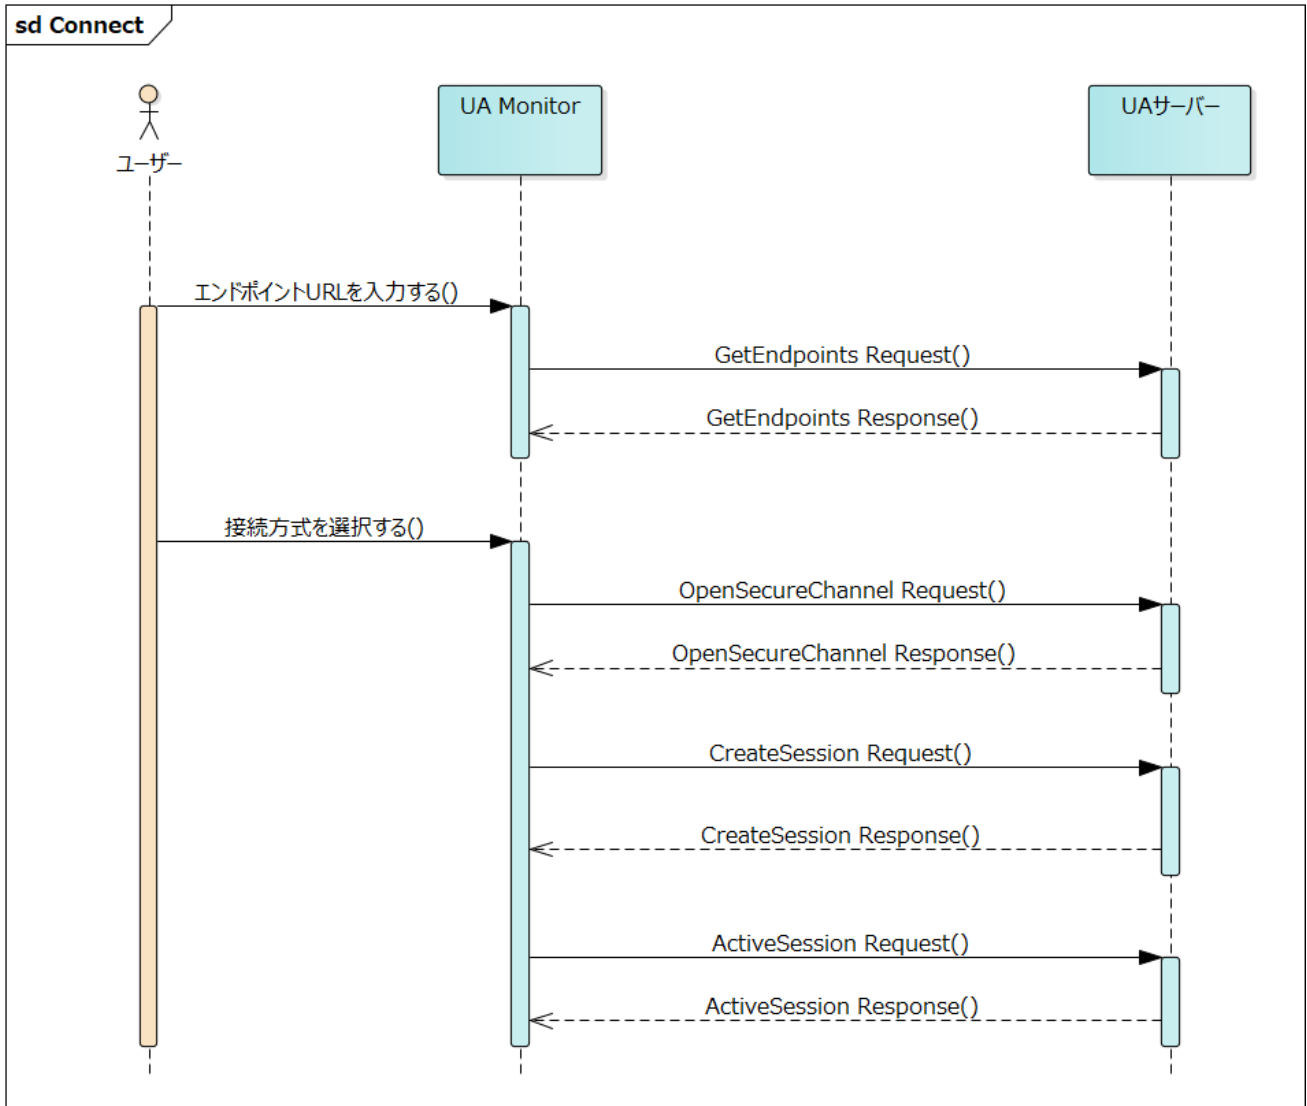 sd Connect
UA Monitor
UAサーバー
ユーザー
エンドポイントURLを入力する()
GetEndpoints Request()
GetEndpoints Response()
接続方式を選択する()
OpenSecureChannel Request()
OpenSecureChannel Response()
CreateSession Request()
CreateSession Response()
ActiveSession Request()
ActiveSession Response()